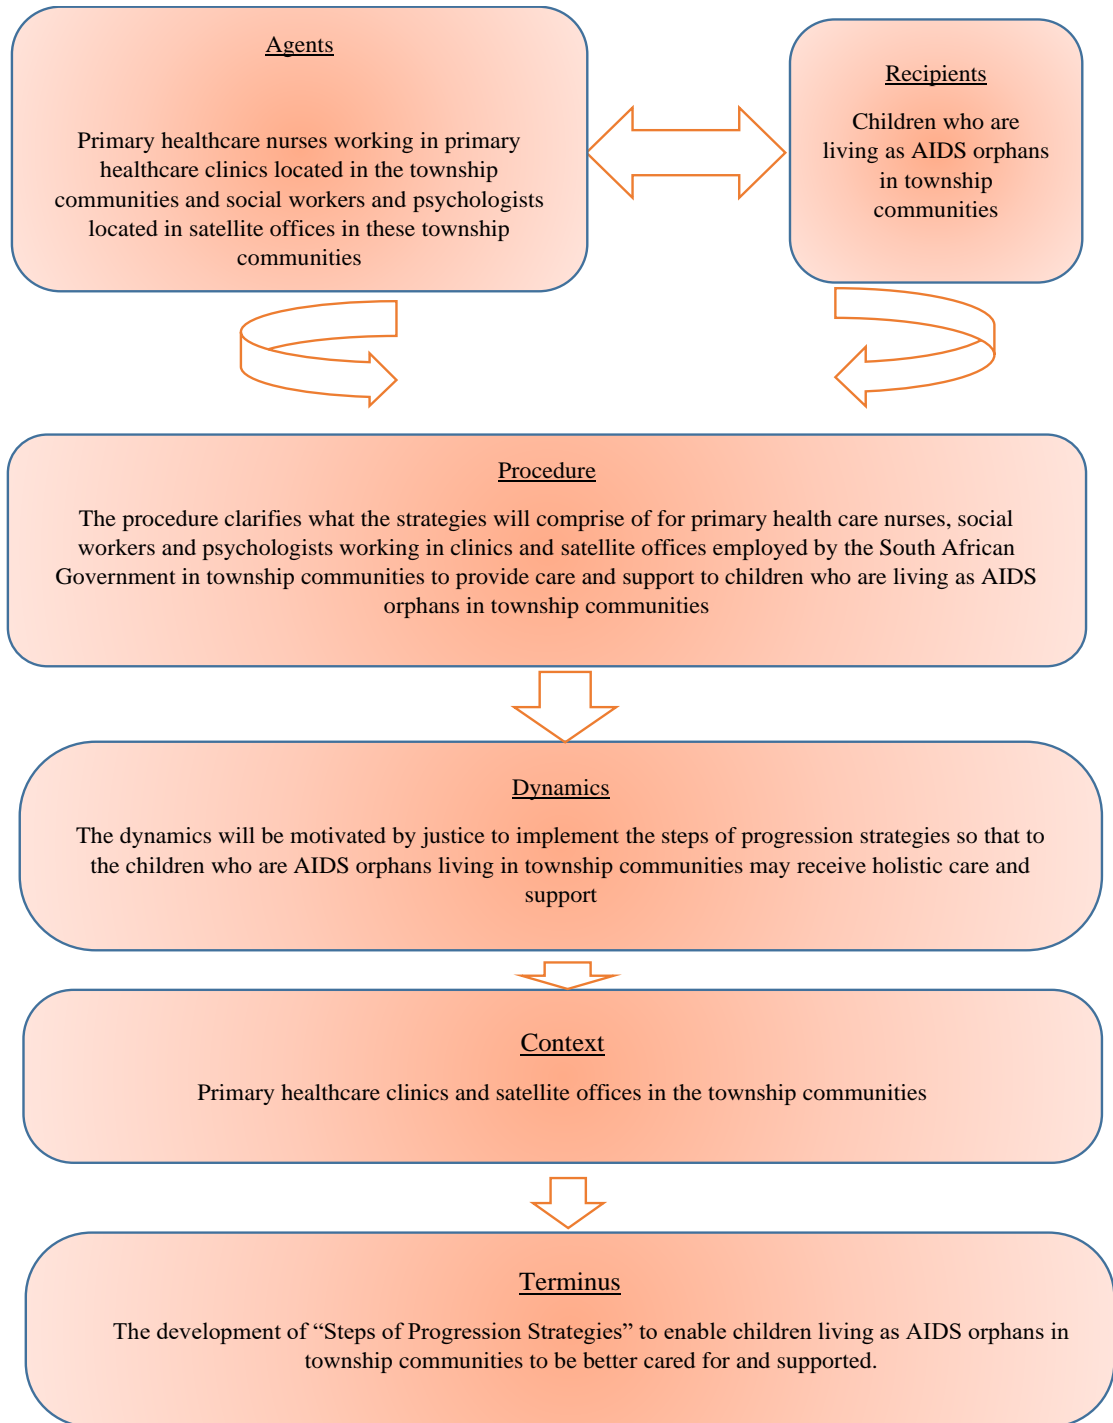 Agents
Primary healthcare nurses working in primary
healthcare clinics located in the township
communities and social workers and psychologists
located in satellite offices in these township
communities
Recipients
Children who are
living as AIDS orphans
in township
communities
Procedure
The procedure clarifies what the strategies will comprise of for primary health care nurses, social
workers and psychologists working in clinics and satellite offices employed by the South African
Government in township communities to provide care and support to children who are living as AIDS
orphans in township communities
Dynamics
The dynamics will be motivated by justice to implement the steps of progression strategies so that to
the children who are AIDS orphans living in township communities may receive holistic care and
support
Context
Primary healthcare clinics and satellite offices in the township communities
Terminus
The development of “Steps of Progression Strategies” to enable children living as AIDS orphans in
township communities to be better cared for and supported.